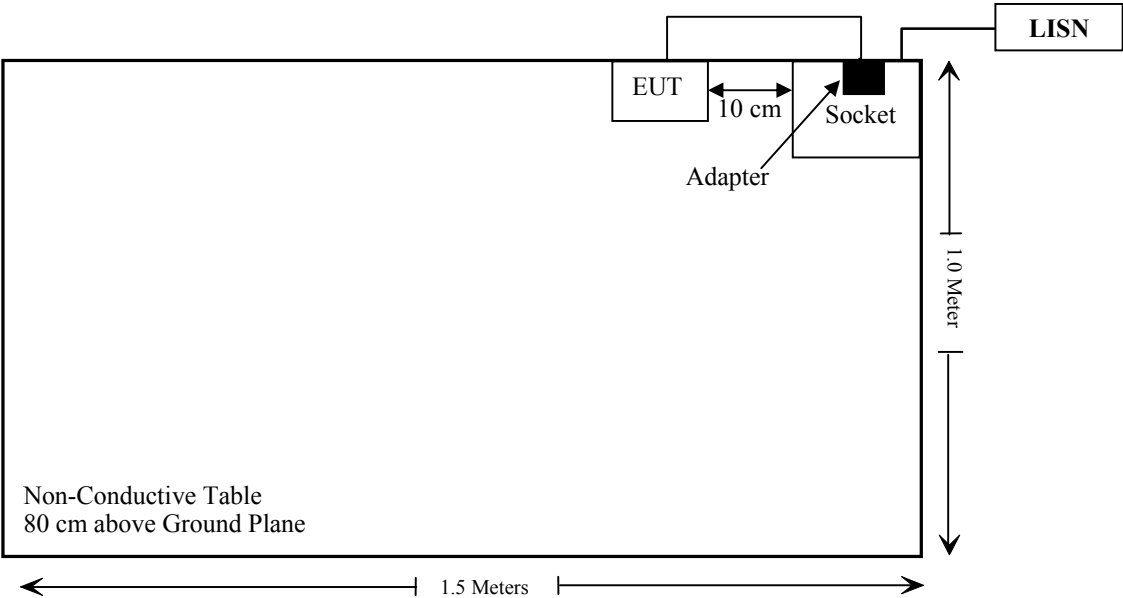 LISN
EUT
10 cm
Socket
Adapter
1.0 Meter
Non-Conductive Table
80 cm above Ground Plane
1.5 Meters